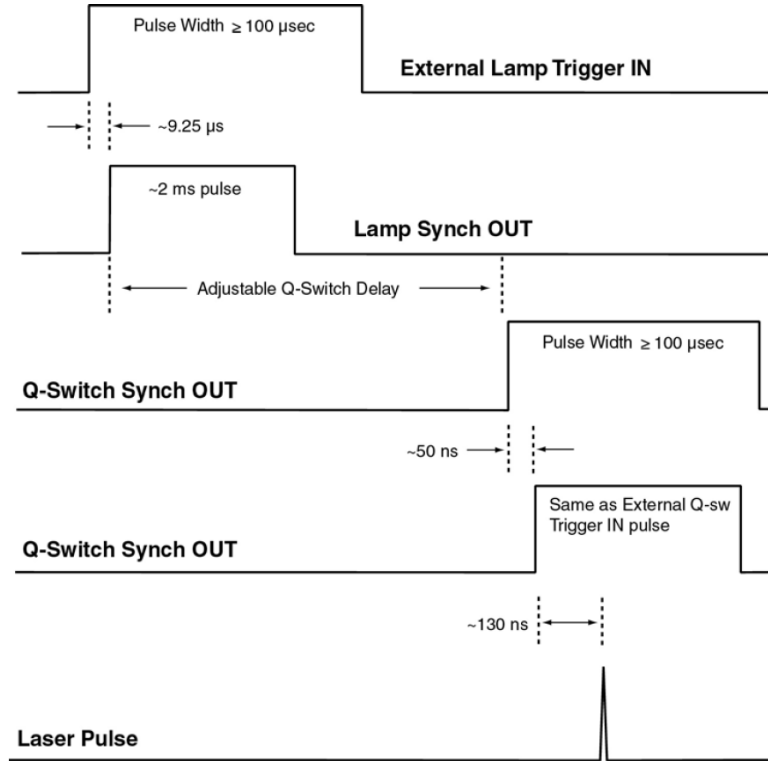 Pulse Width ≥ 100 µsec
External Lamp Trigger IN
~9.25 µs
~2 ms pulse
Lamp Synch OUT
Adjustable Q-Switch Delay
Pulse Width ≥ 100 µsec
Q-Switch Synch OUT
~50 ns
Same as External Q-sw
Trigger IN pulse
Q-Switch Synch OUT
~130 ns
Laser Pulse